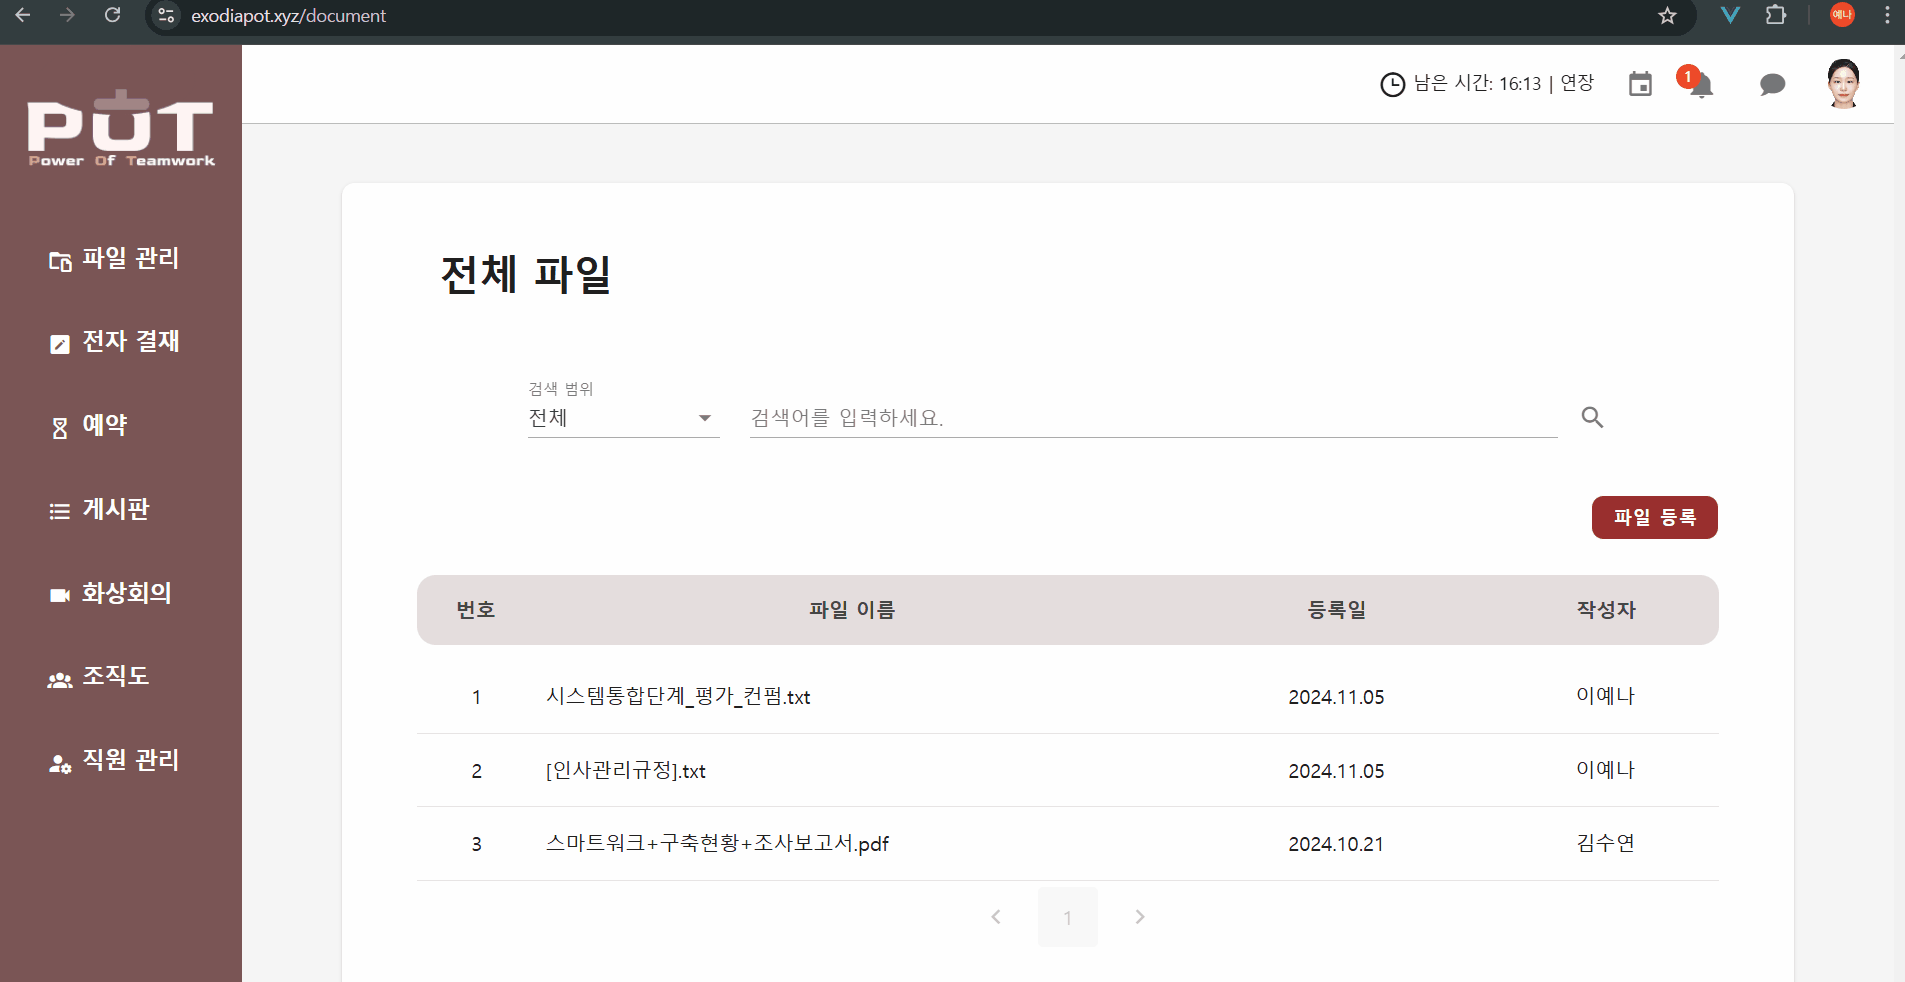 exodiapot.xyz/document
예나
POT
Power Of Teamwork
남은 시간: 16:13 | 연장
1
파일 관리
전자 결재
예약
게시판
화상회의
조직도
직원 관리
전체 파일
검색 범위
전체
검색어를 입력하세요.
파일 등록
번호 파일 이름 등록일 작성자
1 시스템통합단계_평가_컨펌.txt 2024.11.05 이예나
2 [인사관리규정].txt 2024.11.05 이예나
3 스마트워크+구축현황+조사보고서.pdf 2024.10.21 김수연
1